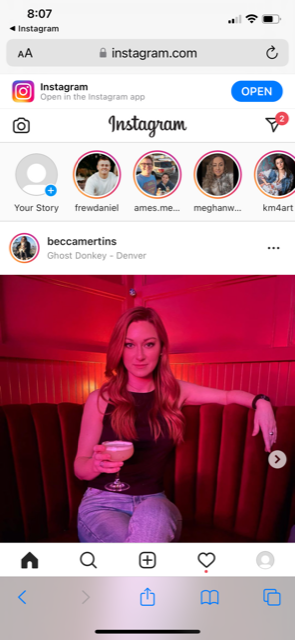 8:07
◀ Instagram
AA instagram.com
Instagram
Open in the Instagram app
OPEN
Instagram
2
Your Story frewdaniel ames.me... meghanw... km4art
beccamertins
Ghost Donkey - Denver